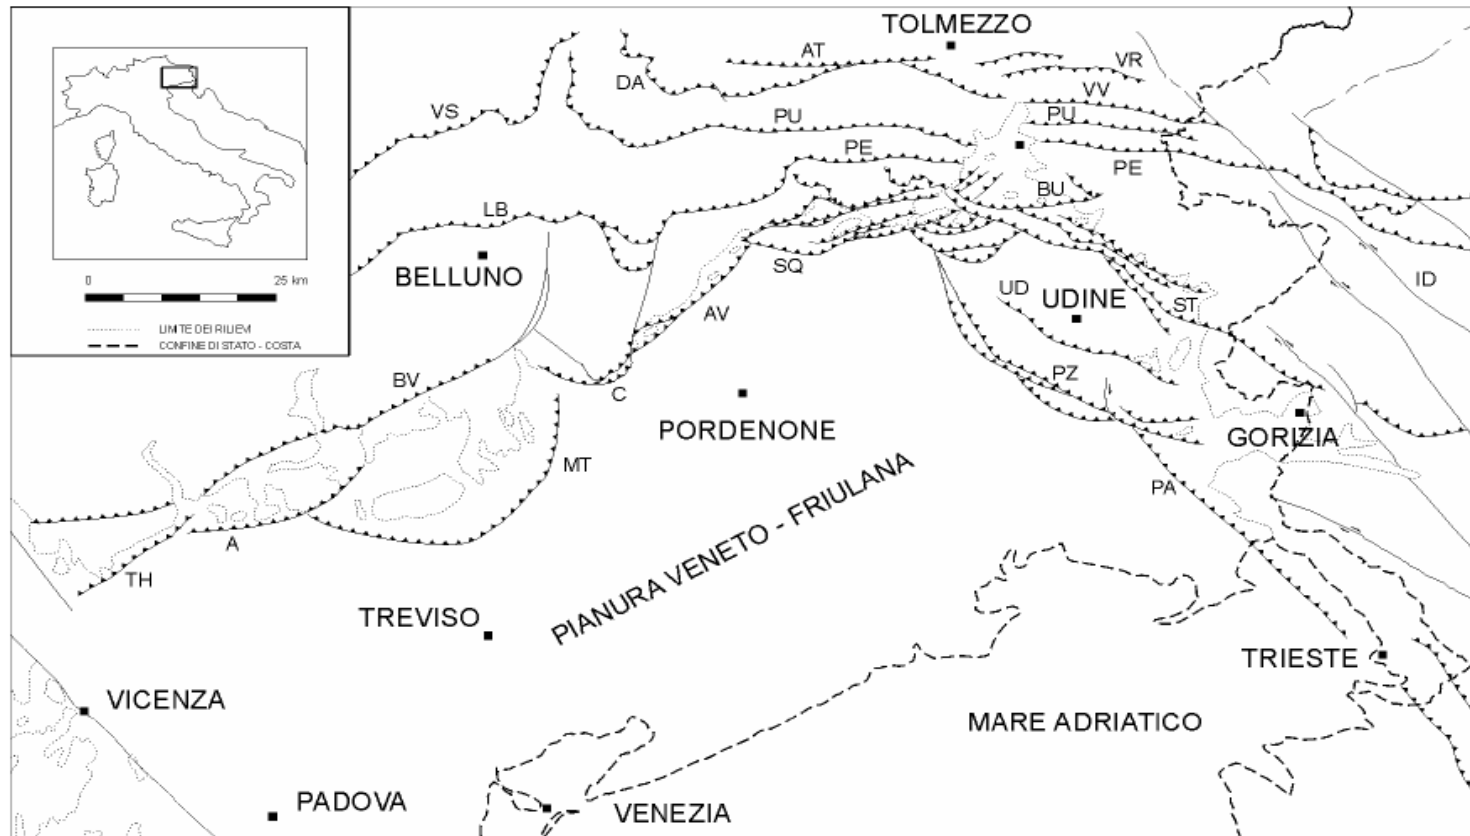 TOLMEZZO
AT
VR
DA
VV
VS
PU
PU
PE
PE
BU
LB
BELLUNO
SQ
ID
UD
UDINE
ST
AV
0
25 km
LIMITE DEI RILIEVI
CONFINE DI STATO - COSTA
BV
C
PZ
PORDENONE
GORIZIA
MT
PA
A
TH
PIANURA VENETO - FRIULANA
TREVISO
TRIESTE
VICENZA
MARE ADRIATICO
PADOVA
VENEZIA